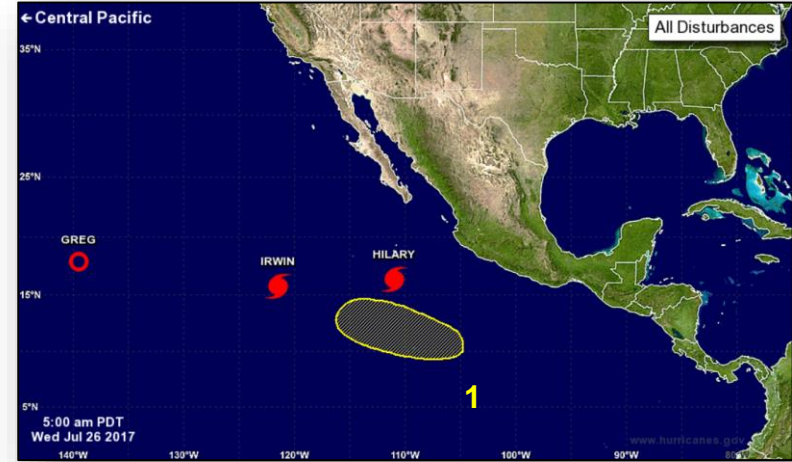 ← Central Pacific
All Disturbances
35°N
25°N
GREG
IRWIN
HILARY
15°N
1
5°N
5:00 am PDT
Wed Jul 26 2017
www.hurricanes.gov
140°W
130°W
120°W
110°W
100°W
90°W